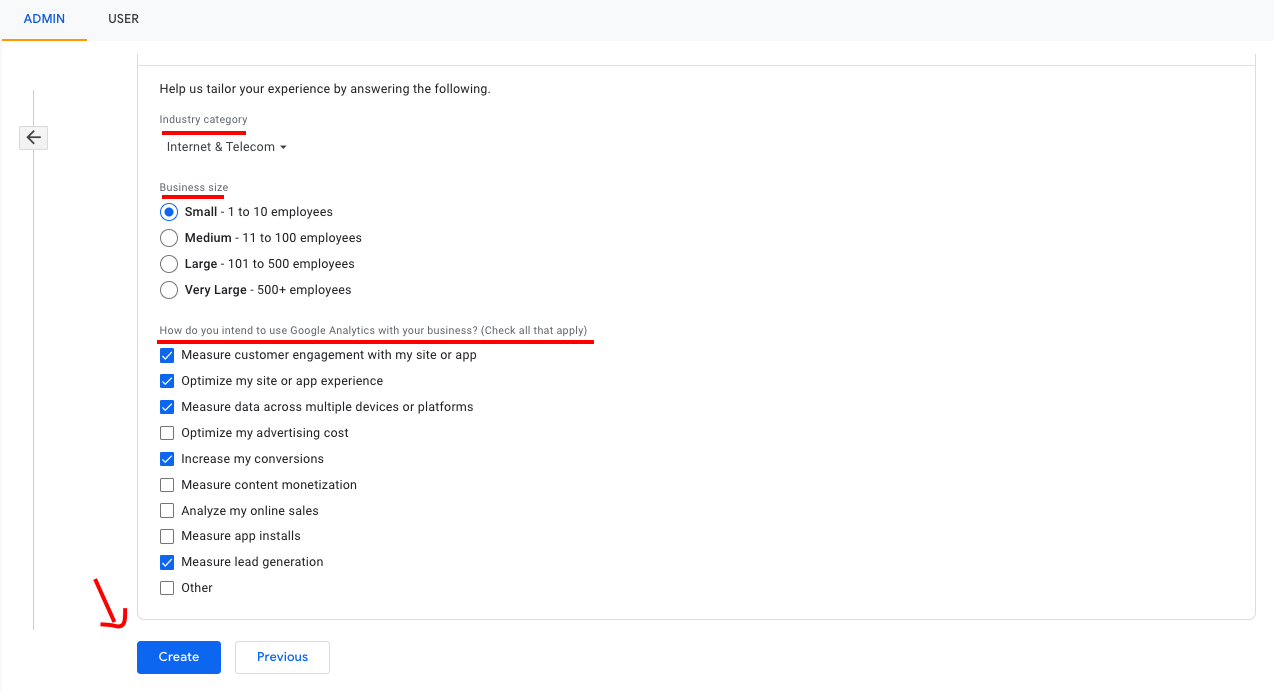 ADMIN USER
Help us tailor your experience by answering the following.
Industry category
Internet & Telecom
Business size
Small - 1 to 10 employees
Medium - 11 to 100 employees
Large - 101 to 500 employees
Very Large - 500+ employees
How do you intend to use Google Analytics with your business? (Check all that apply)
Measure customer engagement with my site or app
Optimize my site or app experience
Measure data across multiple devices or platforms
Optimize my advertising cost
Increase my conversions
Measure content monetization
Analyze my online sales
Measure app installs
Measure lead generation
Other
Create Previous